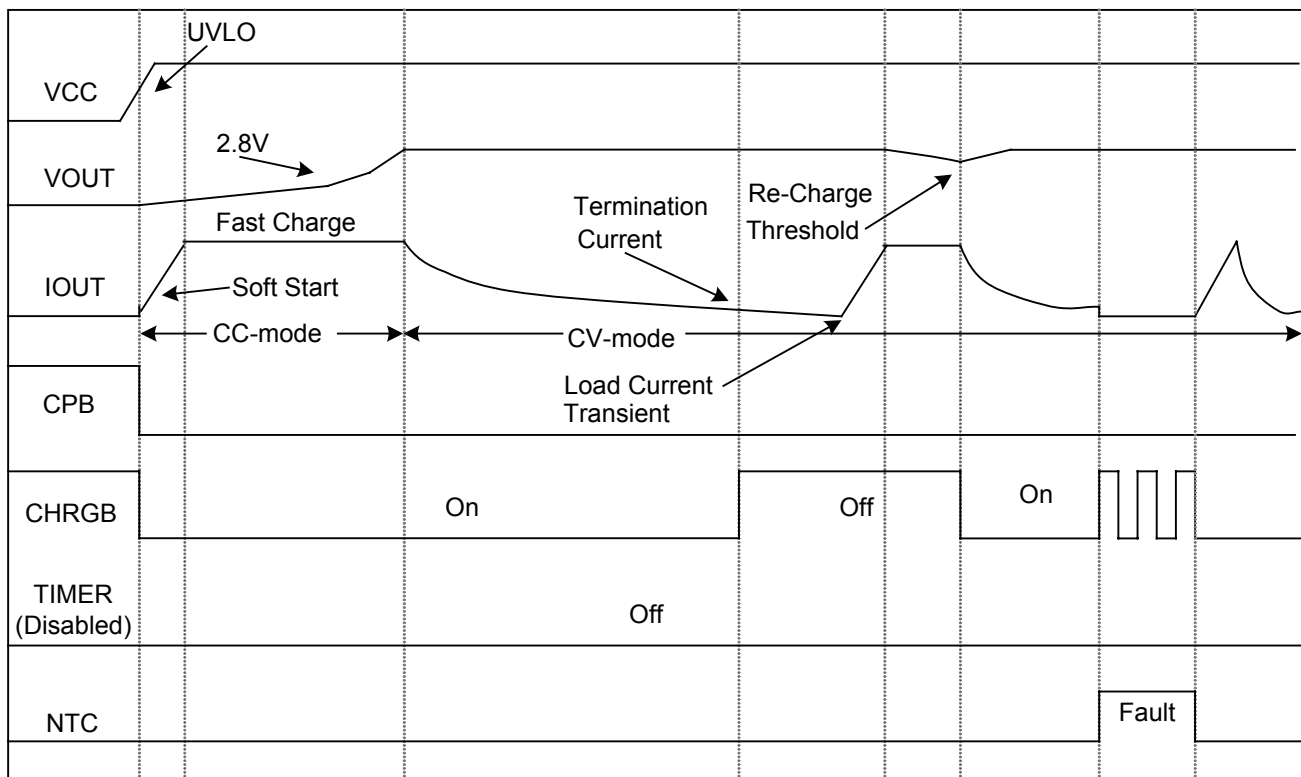 UVLO
VCC
2.8V
VOUT
Re-Charge
Threshold
Termination
Current
Fast Charge
IOUT
Soft Start
CC-mode
CV-mode
Load Current
Transient
CPB
CHRGB
On
Off
On
TIMER
(Disabled)
Off
NTC
Fault